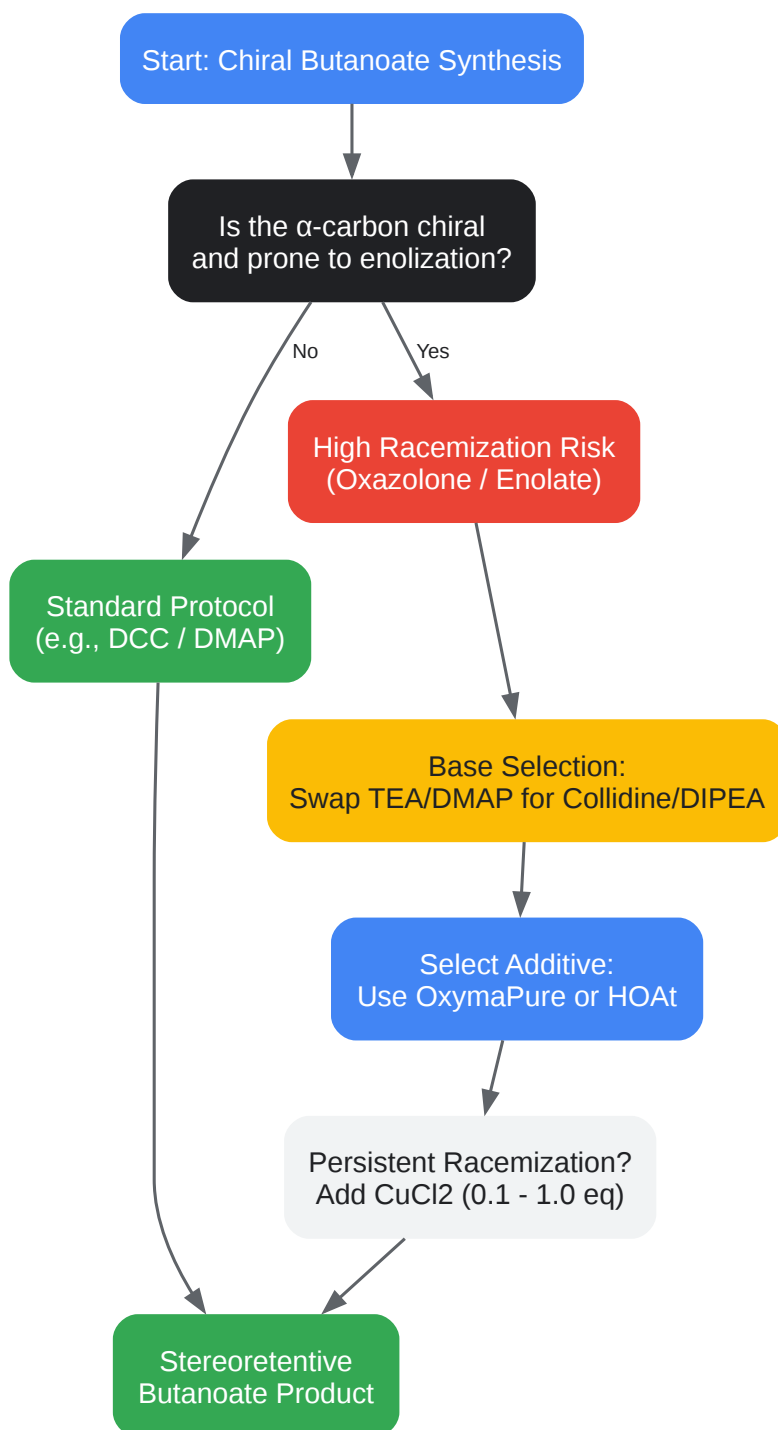 Start: Chiral Butanoate Synthesis
Is the α-carbon chiral
and prone to enolization?
No
Yes
High Racemization Risk
(Oxazolone / Enolate)
Standard Protocol
(e.g., DCC / DMAP)
Base Selection:
Swap TEA/DMAP for Collidine/DIPEA
Select Additive:
Use OxymaPure or HOAt
Persistent Racemization?
Add CuCl2 (0.1 - 1.0 eq)
Stereoretentive
Butanoate Product